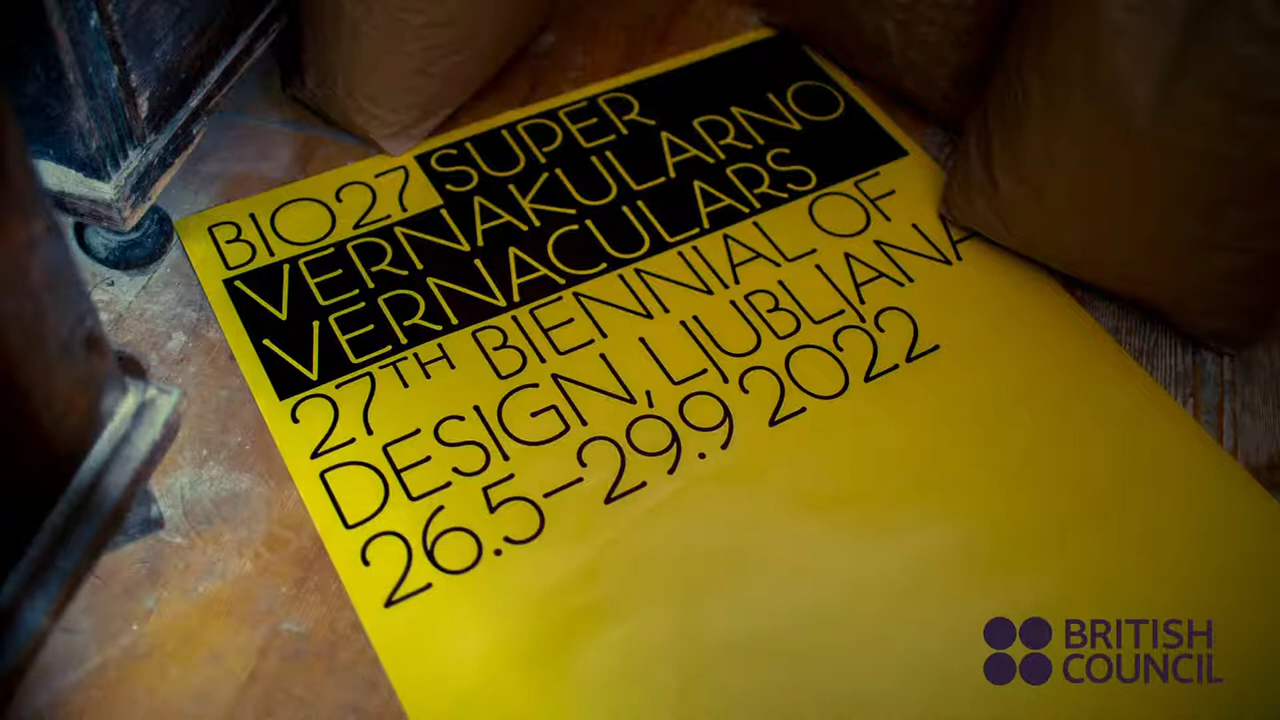 BIO27 SUPER
VERNAKULARNO
VERNACULARS
27TH BIENNIAL OF
DESIGN, LJUBLJANA
26.5–29.9 2022
BRITISH
COUNCIL